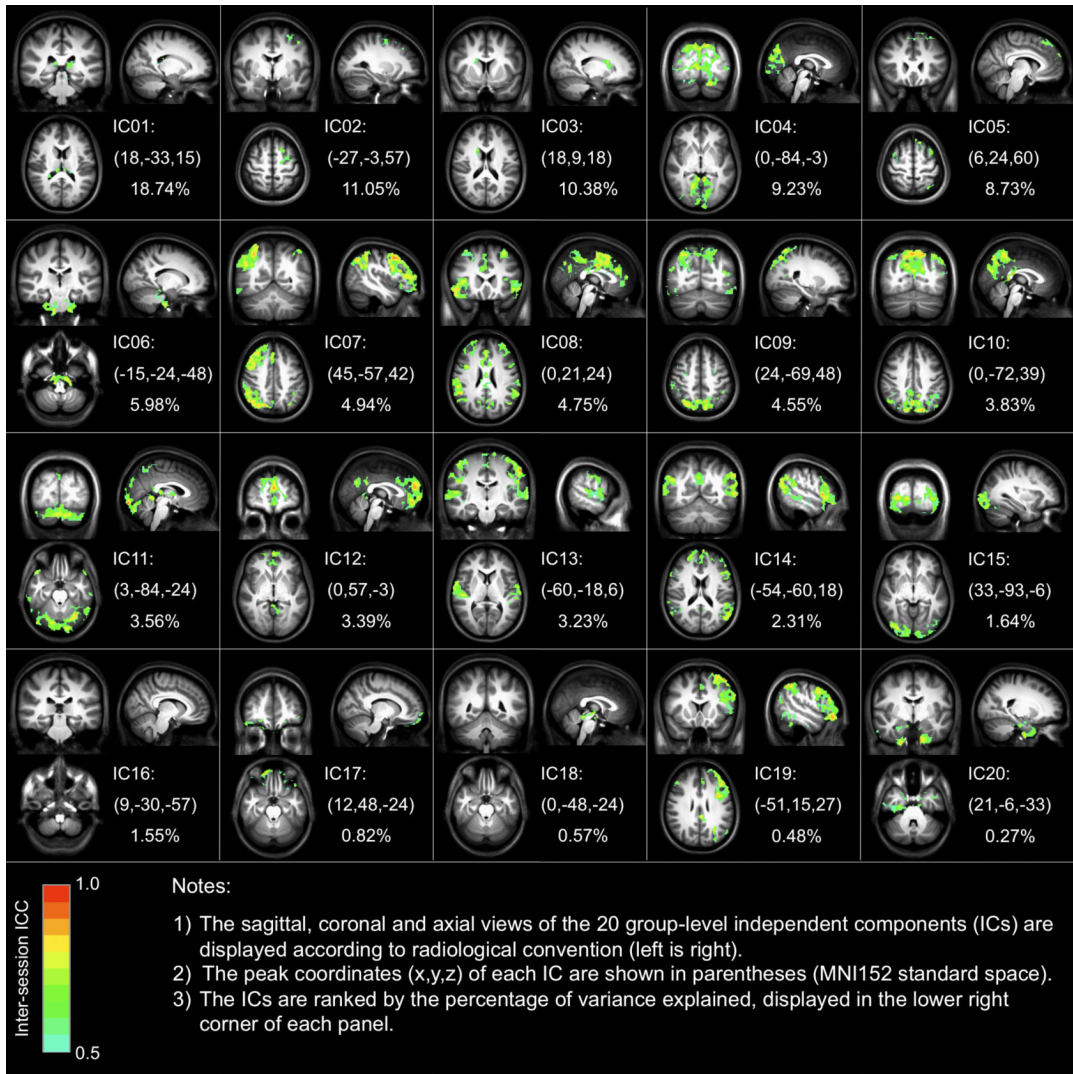 IC01:
(18,-33,15)
18.74%
IC02:
(-27,-3,57)
11.05%
IC03:
(18,9,18)
10.38%
IC04:
(0,-84,-3)
9.23%
IC05:
(6,24,60)
8.73%
IC06:
(-15,-24,-48)
5.98%
IC07:
(45,-57,42)
4.94%
IC08:
(0,21,24)
4.75%
IC09:
(24,-69,48)
4.55%
IC10:
(0,-72,39)
3.83%
IC11:
(3,-84,-24)
3.56%
IC12:
(0,57,-3)
3.39%
IC13:
(-60,-18,6)
3.23%
IC14:
(-54,-60,18)
2.31%
IC15:
(33,-93,-6)
1.64%
IC16:
(9,-30,-57)
1.55%
IC17:
(12,48,-24)
0.82%
IC18:
(0,-48,-24)
0.57%
IC19:
(-51,15,27)
0.48%
IC20:
(21,-6,-33)
0.27%
Inter-session ICC
1.0
0.5
Notes:
1) The sagittal, coronal and axial views of the 20 group-level independent components (ICs) are
displayed according to radiological convention (left is right).
2) The peak coordinates (x,y,z) of each IC are shown in parentheses (MNI152 standard space).
3) The ICs are ranked by the percentage of variance explained, displayed in the lower right
corner of each panel.